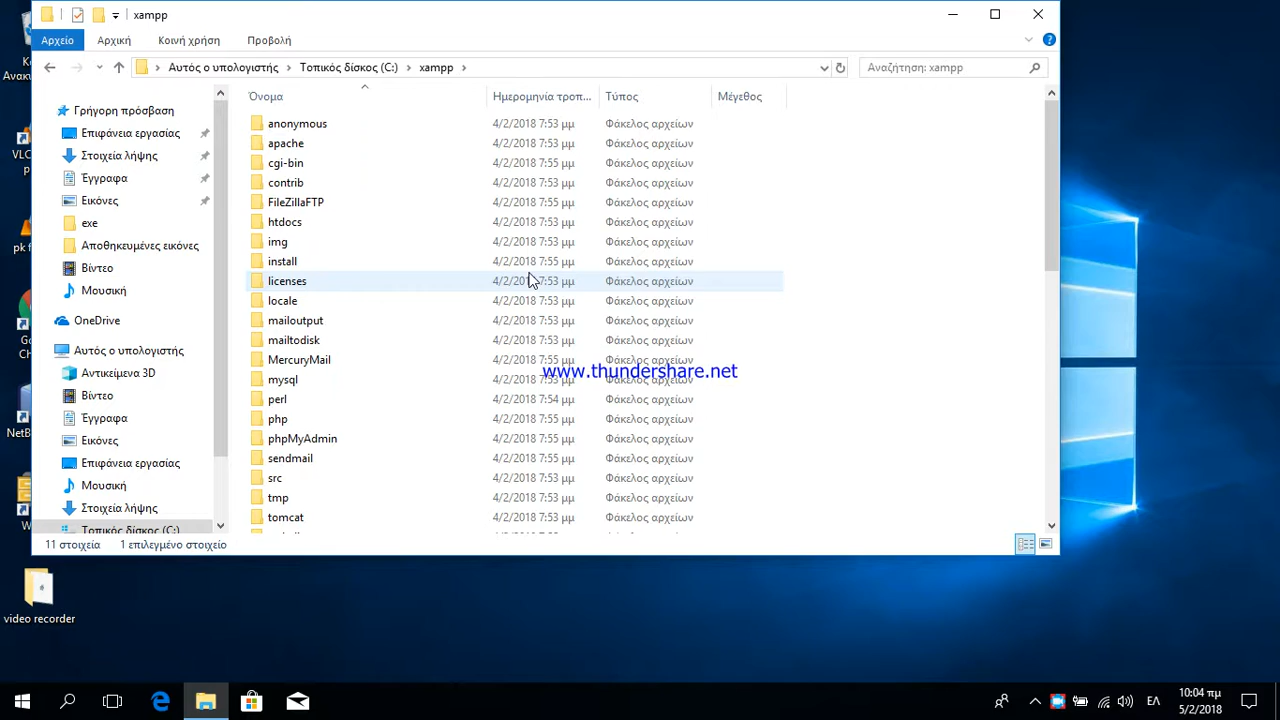 xampp
Αρχείο Αρχική Κοινή χρήση Προβολή
Αυτός ο υπολογιστής Τοπικός δίσκος (C:) xampp Αναζήτηση: xampp
Όνομα Ημερομηνία τροπ... Τύπος Μέγεθος
Γρήγορη πρόσβαση
Επιφάνεια εργασίας
Στοιχεία λήψης
Έγγραφα
Εικόνες
exe
Αποθηκευμένες εικόνες
Βίντεο
Μουσική
OneDrive
Αυτός ο υπολογιστής
Αντικείμενα 3D
Βίντεο
Έγγραφα
Εικόνες
Επιφάνεια εργασίας
Μουσική
Στοιχεία λήψης
Τοπικός δίσκος (C:)
anonymous 4/2/2018 7:53 μμ Φάκελος αρχείων
apache 4/2/2018 7:53 μμ Φάκελος αρχείων
cgi-bin 4/2/2018 7:55 μμ Φάκελος αρχείων
contrib 4/2/2018 7:53 μμ Φάκελος αρχείων
FileZillaFTP 4/2/2018 7:55 μμ Φάκελος αρχείων
htdocs 4/2/2018 7:53 μμ Φάκελος αρχείων
img 4/2/2018 7:53 μμ Φάκελος αρχείων
install 4/2/2018 7:55 μμ Φάκελος αρχείων
licenses 4/2/2018 7:53 μμ Φάκελος αρχείων
locale 4/2/2018 7:53 μμ Φάκελος αρχείων
mailoutput 4/2/2018 7:53 μμ Φάκελος αρχείων
mailtodisk 4/2/2018 7:53 μμ Φάκελος αρχείων
MercuryMail 4/2/2018 7:55 μμ Φάκελος αρχείων
www.thundershare.net
mysql 4/2/2018 7:53 μμ Φάκελος αρχείων
perl 4/2/2018 7:54 μμ Φάκελος αρχείων
php 4/2/2018 7:55 μμ Φάκελος αρχείων
phpMyAdmin 4/2/2018 7:55 μμ Φάκελος αρχείων
sendmail 4/2/2018 7:55 μμ Φάκελος αρχείων
src 4/2/2018 7:53 μμ Φάκελος αρχείων
tmp 4/2/2018 7:53 μμ Φάκελος αρχείων
tomcat 4/2/2018 7:53 μμ Φάκελος αρχείων
11 στοιχεία 1 επιλεγμένο στοιχείο
video recorder
ΕΛ
10:04 πμ
5/2/2018